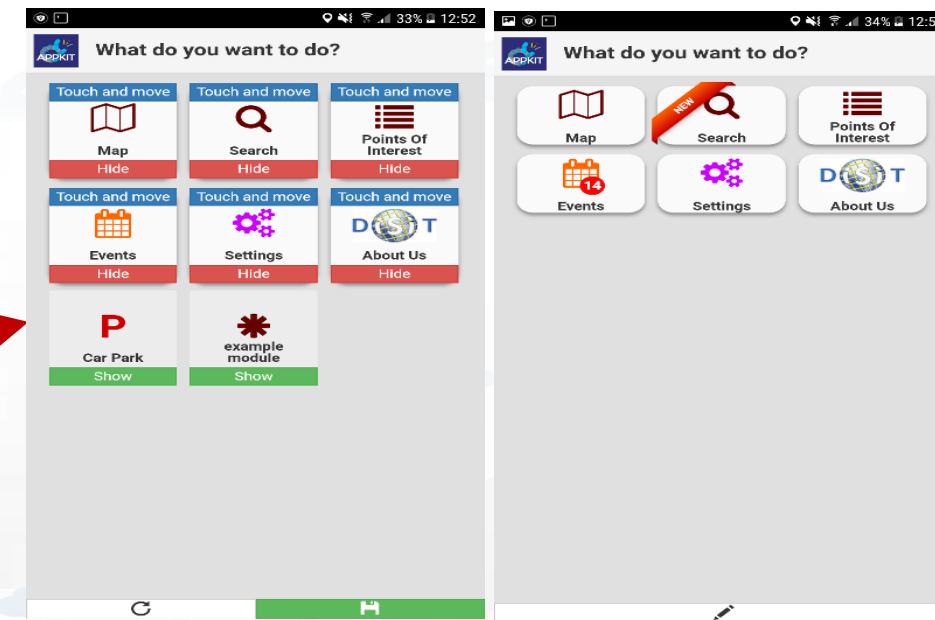 33% 12:52
APPKIT
What do you want to do?
Touch and move
Map
Hide
Touch and move
Search
Hide
Touch and move
Points Of
Interest
Hide
Touch and move
Events
Hide
Touch and move
Settings
Hide
Touch and move
DST
About Us
Hide
P
Car Park
Show
example
module
Show
34% 12:5
APPKIT
What do you want to do?
Map
NEW
Search
Points Of
Interest
14
Events
Settings
DST
About Us